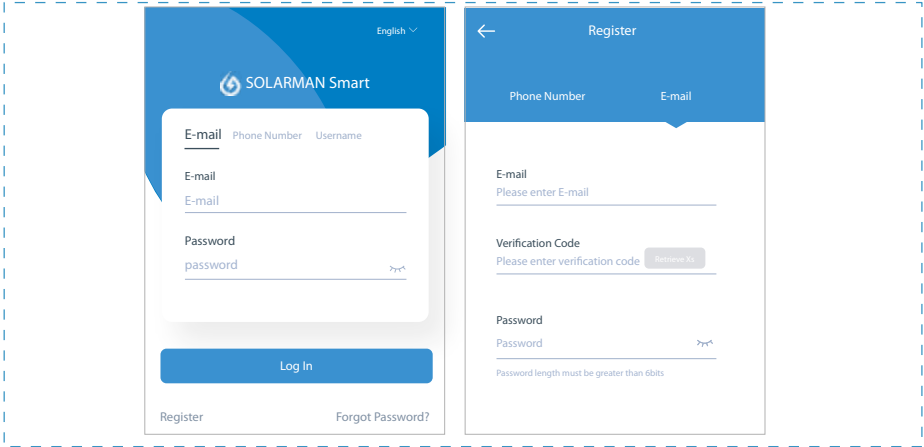 English
SOLARMAN Smart
E-mail Phone Number Username
E-mail
E-mail
Password
password
Log In
Register Forgot Password?
Register
Phone Number E-mail
E-mail
Please enter E-mail
Verification Code
Please enter verification code Retrieve Xs
Password
Password
Password length must be greater than 6bits